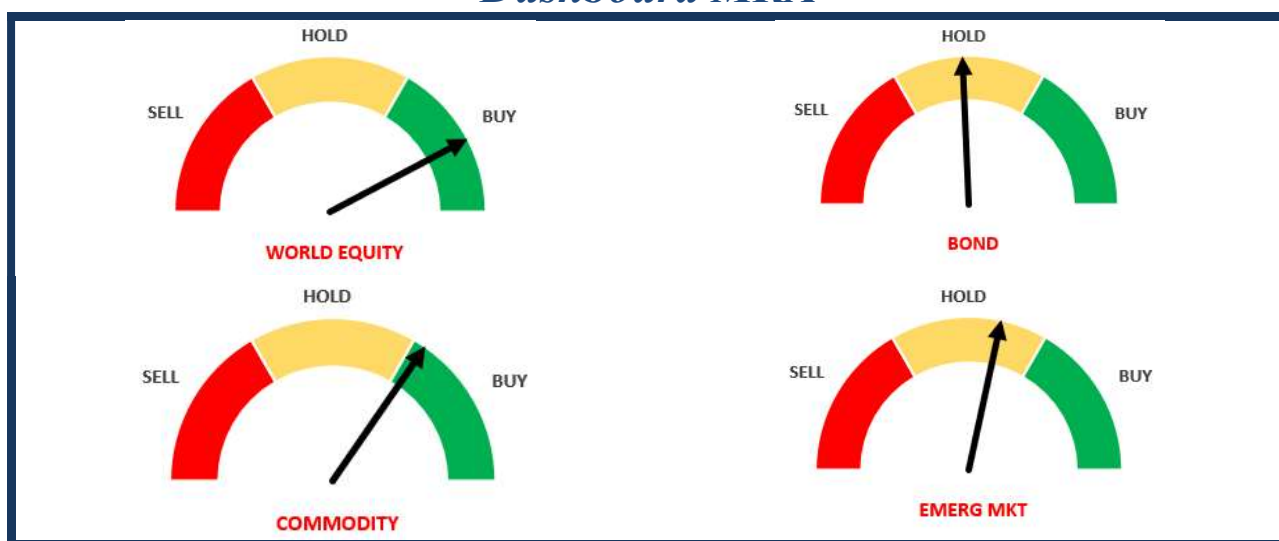 HOLD
SELL
BUY
WORLD EQUITY
HOLD
SELL
BUY
BOND
HOLD
SELL
BUY
COMMODITY
HOLD
SELL
BUY
EMERG MKT